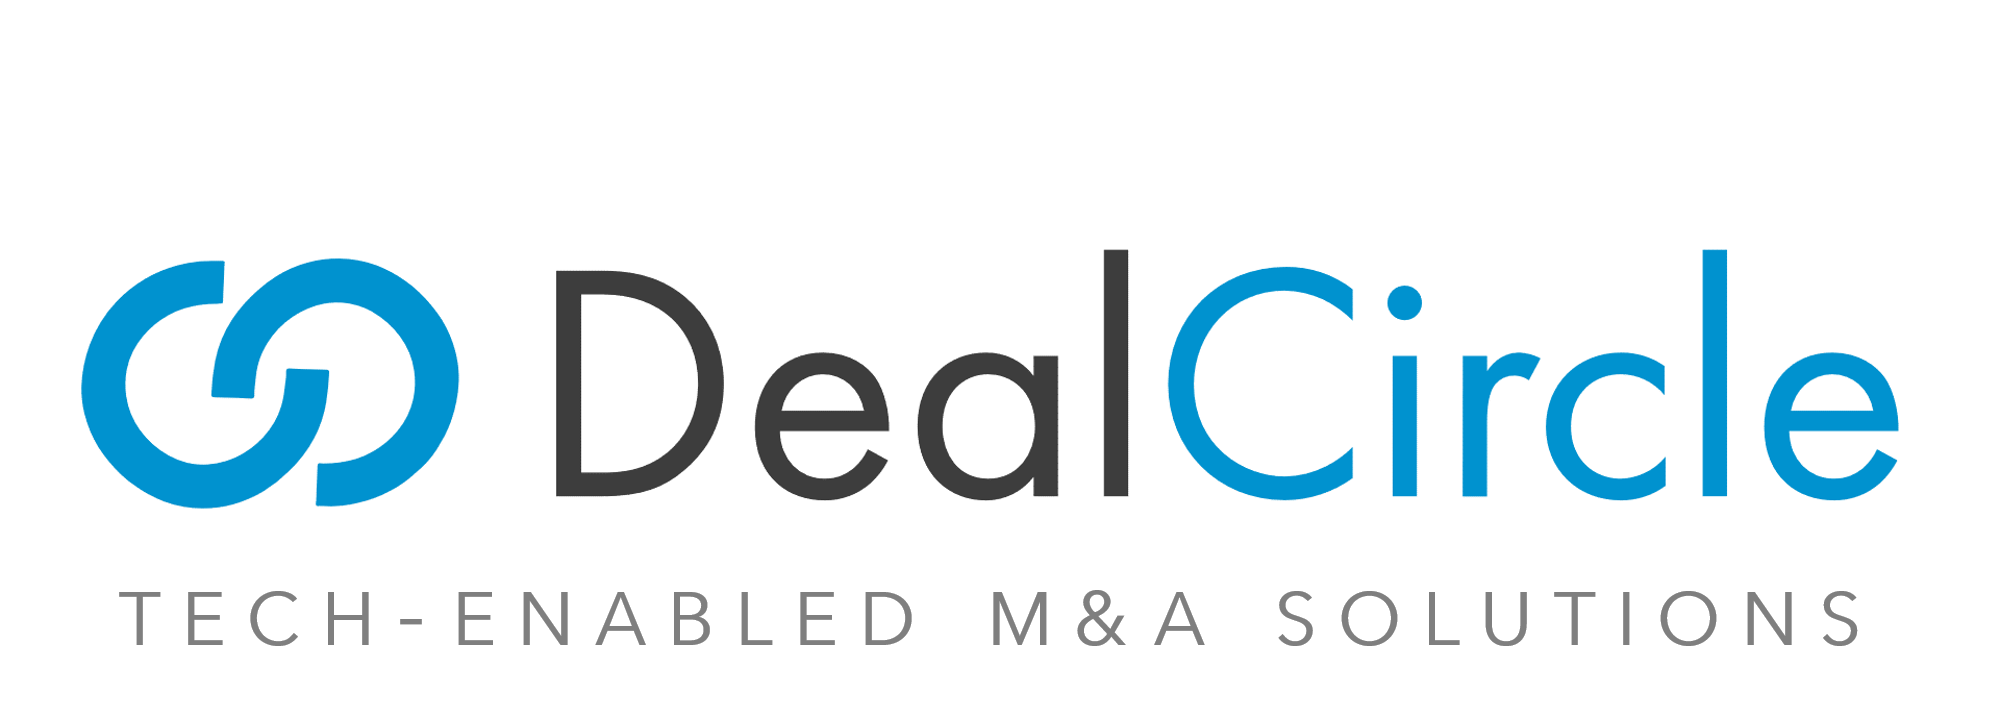 DealCircle
TECH-ENABLED M&A SOLUTIONS